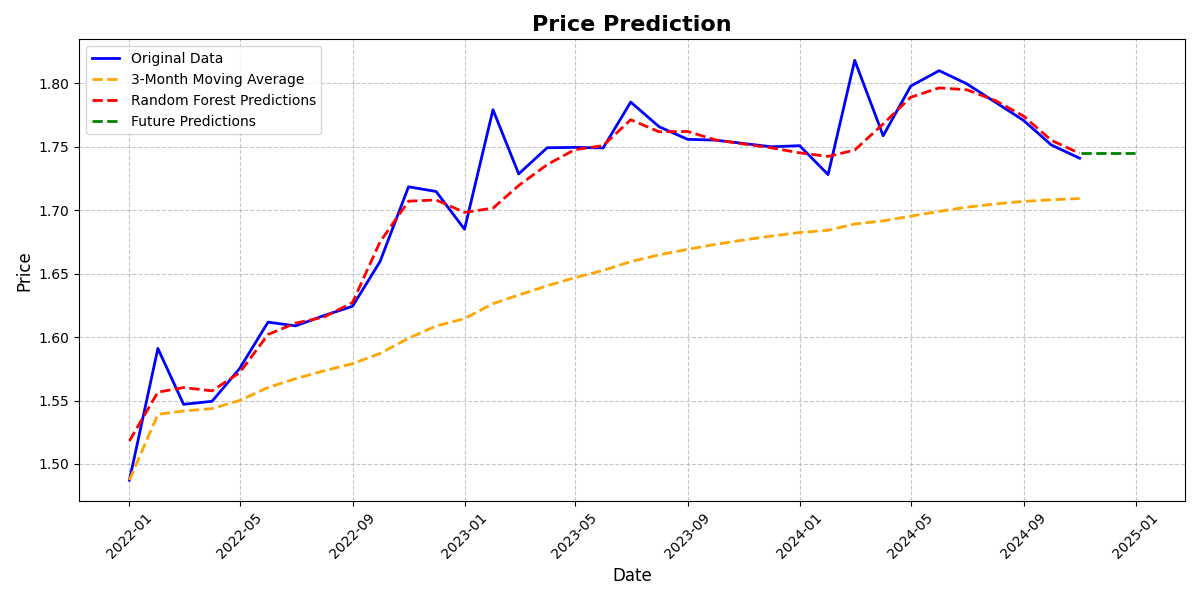 Price Prediction
Original Data
3-Month Moving Average
Random Forest Predictions
Future Predictions
Price
1.80
1.75
1.70
1.65
1.60
1.55
1.50
2022-01
2022-05
2022-09
2023-01
2023-05
2023-09
2024-01
2024-05
2024-09
2025-01
Date